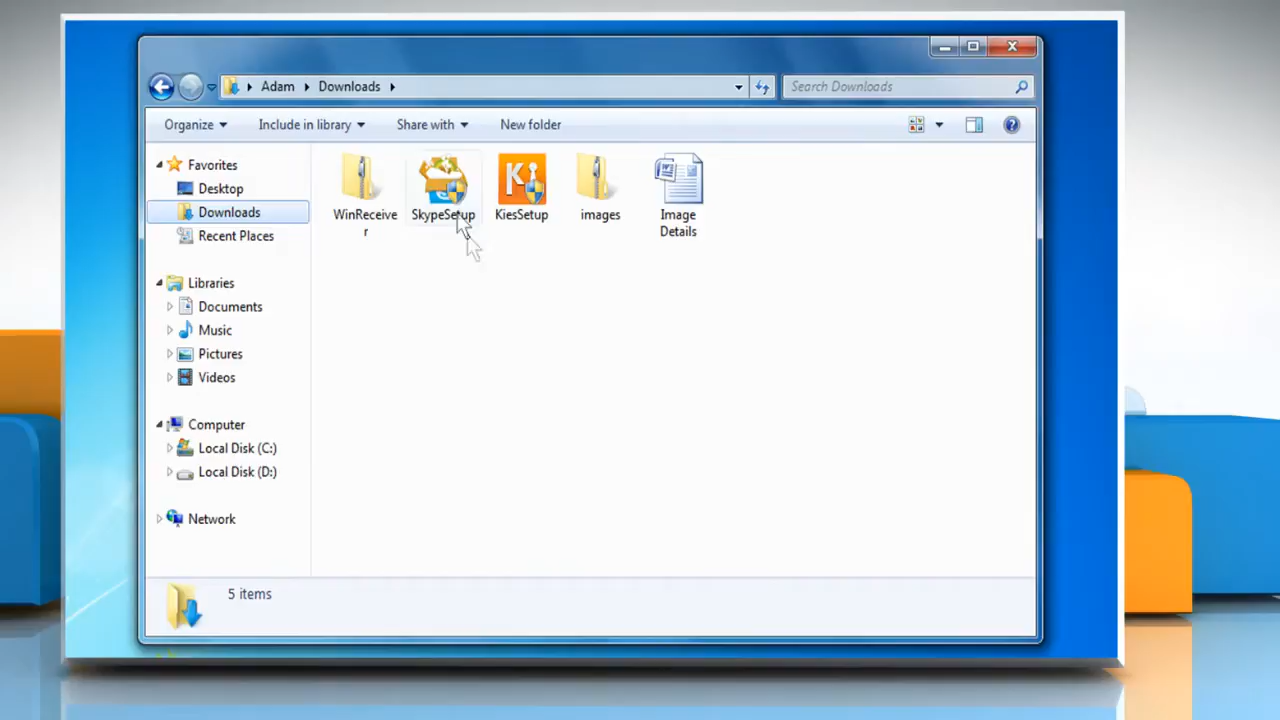 Adam Downloads
Search Downloads
Organize Include in library Share with New folder
Favorites
Desktop
Downloads
Recent Places
Libraries
Documents
Music
Pictures
Videos
Computer
Local Disk (C:)
Local Disk (D:)
Network
Ki
WinReceive
r
SkypeSetup
KiesSetup
images
Image
Details
5 items